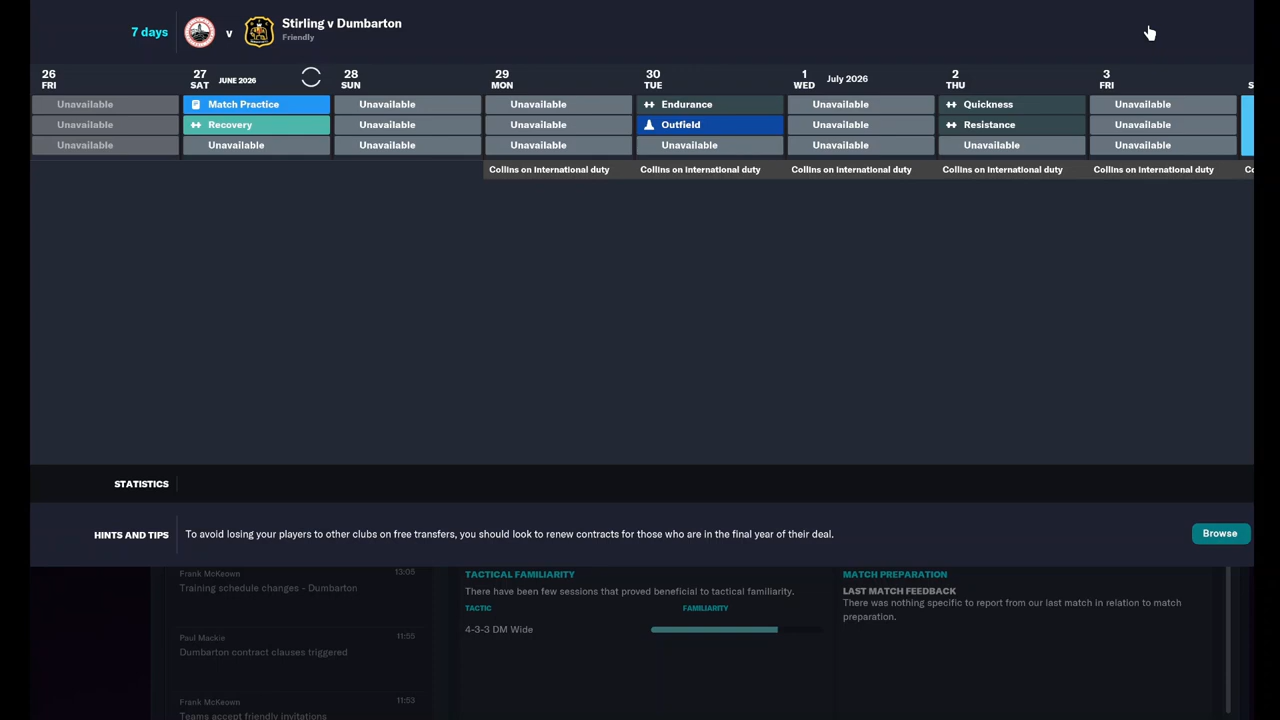 7 days
v
Stirling v Dumbarton
Friendly
26
FRI
27
SAT
JUNE 2026
28
SUN
29
MON
30
TUE
1
WED
July 2026
2
THU
3
FRI
S
Unavailable
Match Practice
Unavailable
Unavailable
Endurance
Unavailable
Quickness
Unavailable
Unavailable
Recovery
Unavailable
Unavailable
Outfield
Unavailable
Resistance
Unavailable
Unavailable
Unavailable
Unavailable
Unavailable
Unavailable
Unavailable
Unavailable
Unavailable
Collins on international duty
Collins on international duty
Collins on international duty
Collins on international duty
Collins on international duty
Co
STATISTICS
HINTS AND TIPS
To avoid losing your players to other clubs on free transfers, you should look to renew contracts for those who are in the final year of their deal.
Browse
Frank McKeown
13:05
Training schedule changes - Dumbarton
Paul Mackie
11:55
Dumbarton contract clauses triggered
Frank McKeown
11:53
Teams accept friendly invitations
TACTICAL FAMILIARITY
There have been few sessions that proved beneficial to tactical familiarity.
TACTIC
FAMILIARITY
4-3-3 DM Wide
MATCH PREPARATION
LAST MATCH FEEDBACK
There was nothing specific to report from our last match in relation to match
preparation.